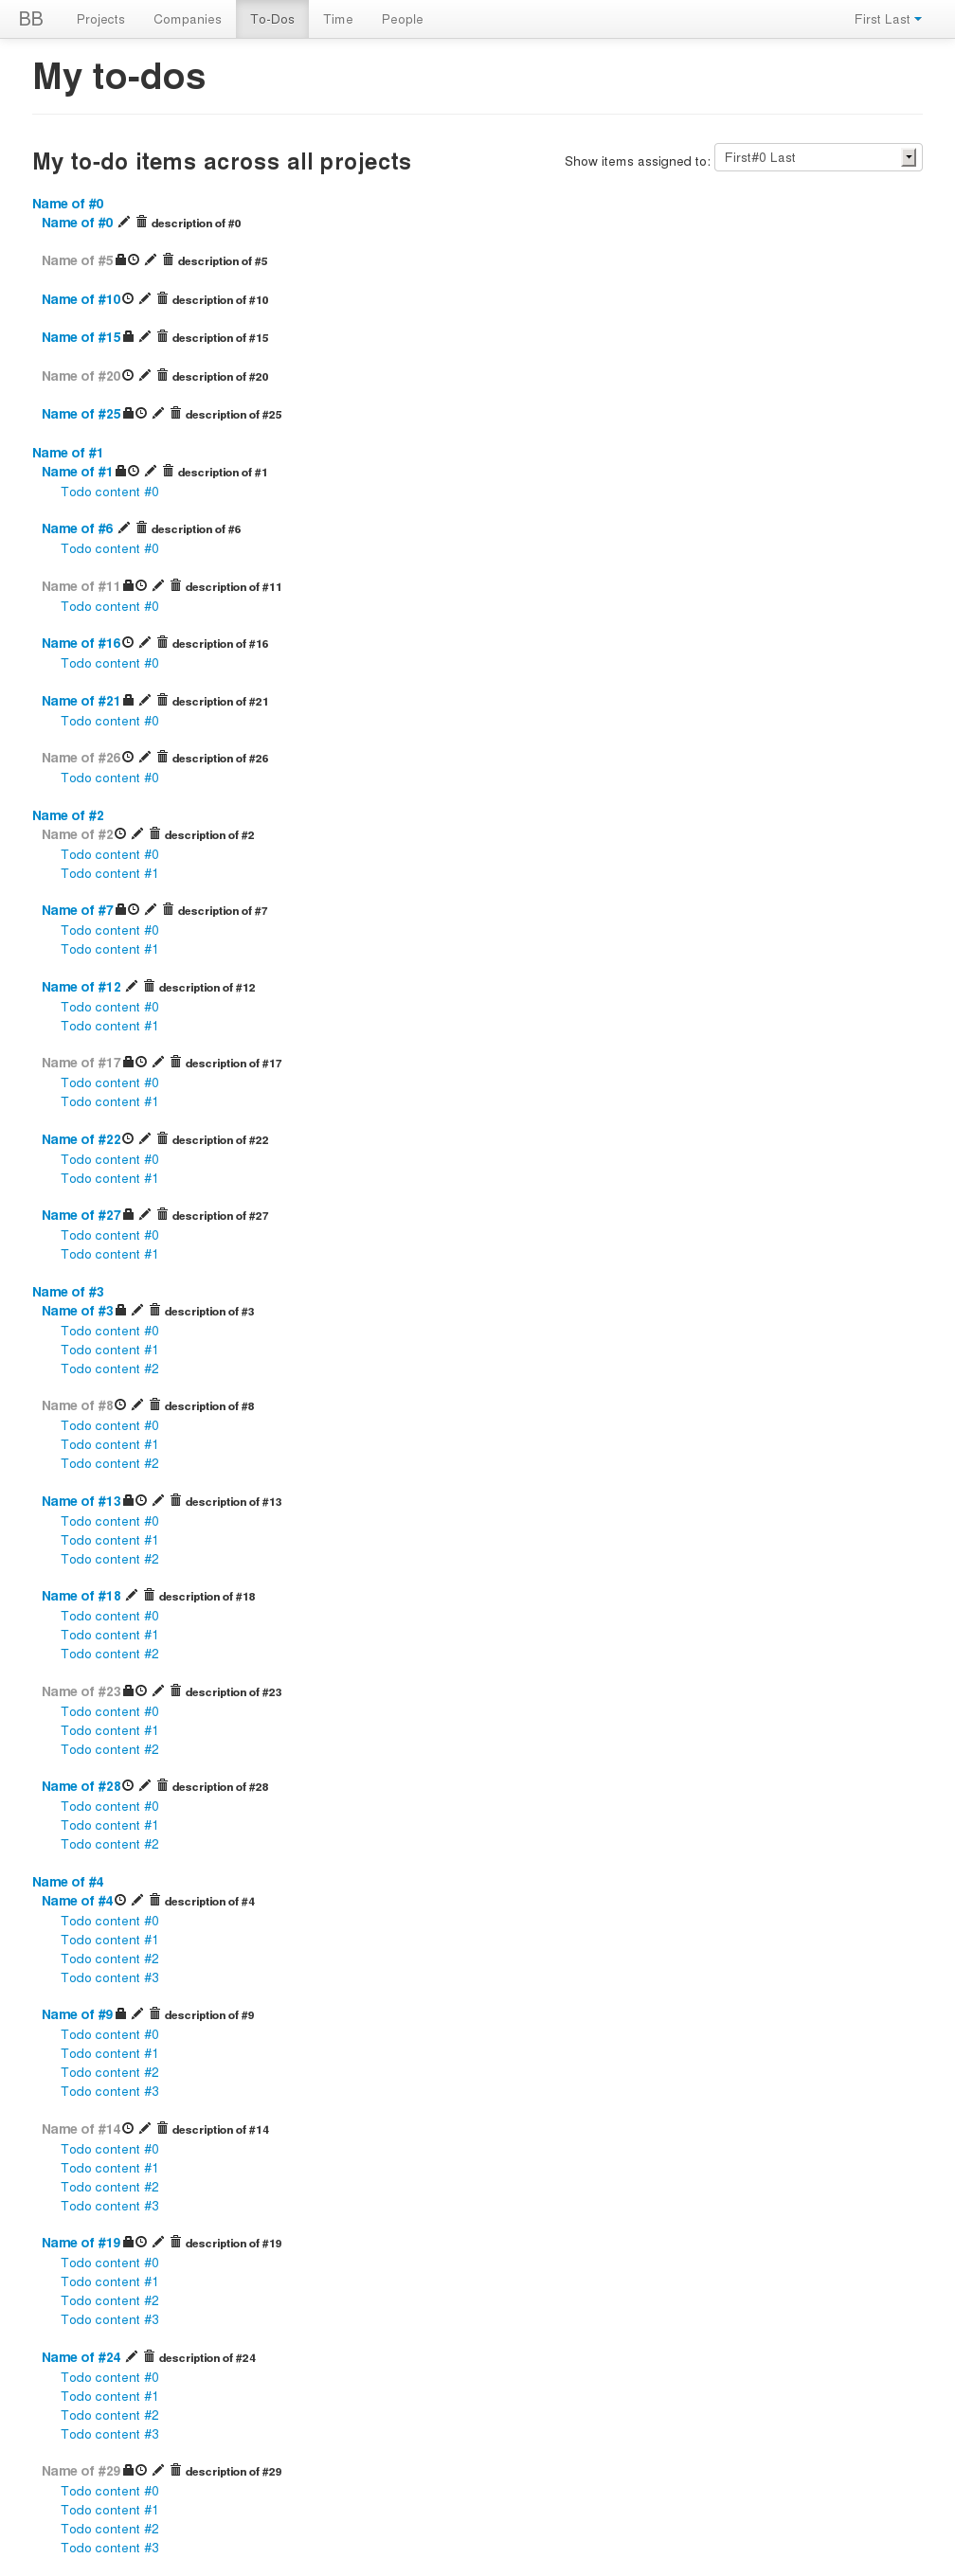 BB Projects Companies To-Dos Time People First Last
My to-dos
My to-do items across all projects Show items assigned to: First#0 Last
Name of #0
Name of #0 description of #0
Name of #5 description of #5
Name of #10 description of #10
Name of #15 description of #15
Name of #20 description of #20
Name of #25 description of #25
Name of #1
Name of #1 description of #1
Todo content #0
Name of #6 description of #6
Todo content #0
Name of #11 description of #11
Todo content #0
Name of #16 description of #16
Todo content #0
Name of #21 description of #21
Todo content #0
Name of #26 description of #26
Todo content #0
Name of #2
Name of #2 description of #2
Todo content #0
Todo content #1
Name of #7 description of #7
Todo content #0
Todo content #1
Name of #12 description of #12
Todo content #0
Todo content #1
Name of #17 description of #17
Todo content #0
Todo content #1
Name of #22 description of #22
Todo content #0
Todo content #1
Name of #27 description of #27
Todo content #0
Todo content #1
Name of #3
Name of #3 description of #3
Todo content #0
Todo content #1
Todo content #2
Name of #8 description of #8
Todo content #0
Todo content #1
Todo content #2
Name of #13 description of #13
Todo content #0
Todo content #1
Todo content #2
Name of #18 description of #18
Todo content #0
Todo content #1
Todo content #2
Name of #23 description of #23
Todo content #0
Todo content #1
Todo content #2
Name of #28 description of #28
Todo content #0
Todo content #1
Todo content #2
Name of #4
Name of #4 description of #4
Todo content #0
Todo content #1
Todo content #2
Todo content #3
Name of #9 description of #9
Todo content #0
Todo content #1
Todo content #2
Todo content #3
Name of #14 description of #14
Todo content #0
Todo content #1
Todo content #2
Todo content #3
Name of #19 description of #19
Todo content #0
Todo content #1
Todo content #2
Todo content #3
Name of #24 description of #24
Todo content #0
Todo content #1
Todo content #2
Todo content #3
Name of #29 description of #29
Todo content #0
Todo content #1
Todo content #2
Todo content #3